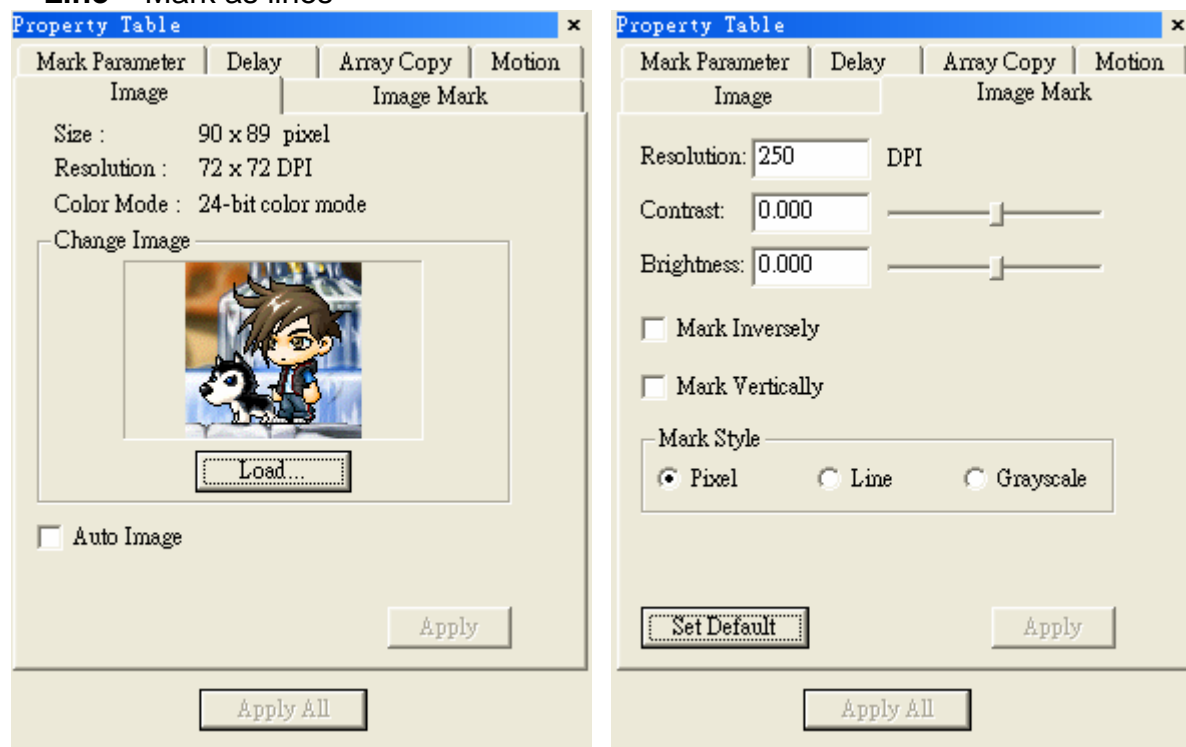 Line – Mark as lines
Property Table ×
Mark Parameter Delay Array Copy Motion
Image Image Mark
Size : 90 x 89 pixel
Resolution : 72 x 72 DPI
Color Mode : 24-bit color mode
Change Image
Load...
Auto Image
Apply
Apply All
Property Table ×
Mark Parameter Delay Array Copy Motion
Image Image Mark
Resolution: 250 DPI
Contrast: 0.000
Brightness: 0.000
Mark Inversely
Mark Vertically
Mark Style
Pixel Line Grayscale
Set Default Apply
Apply All